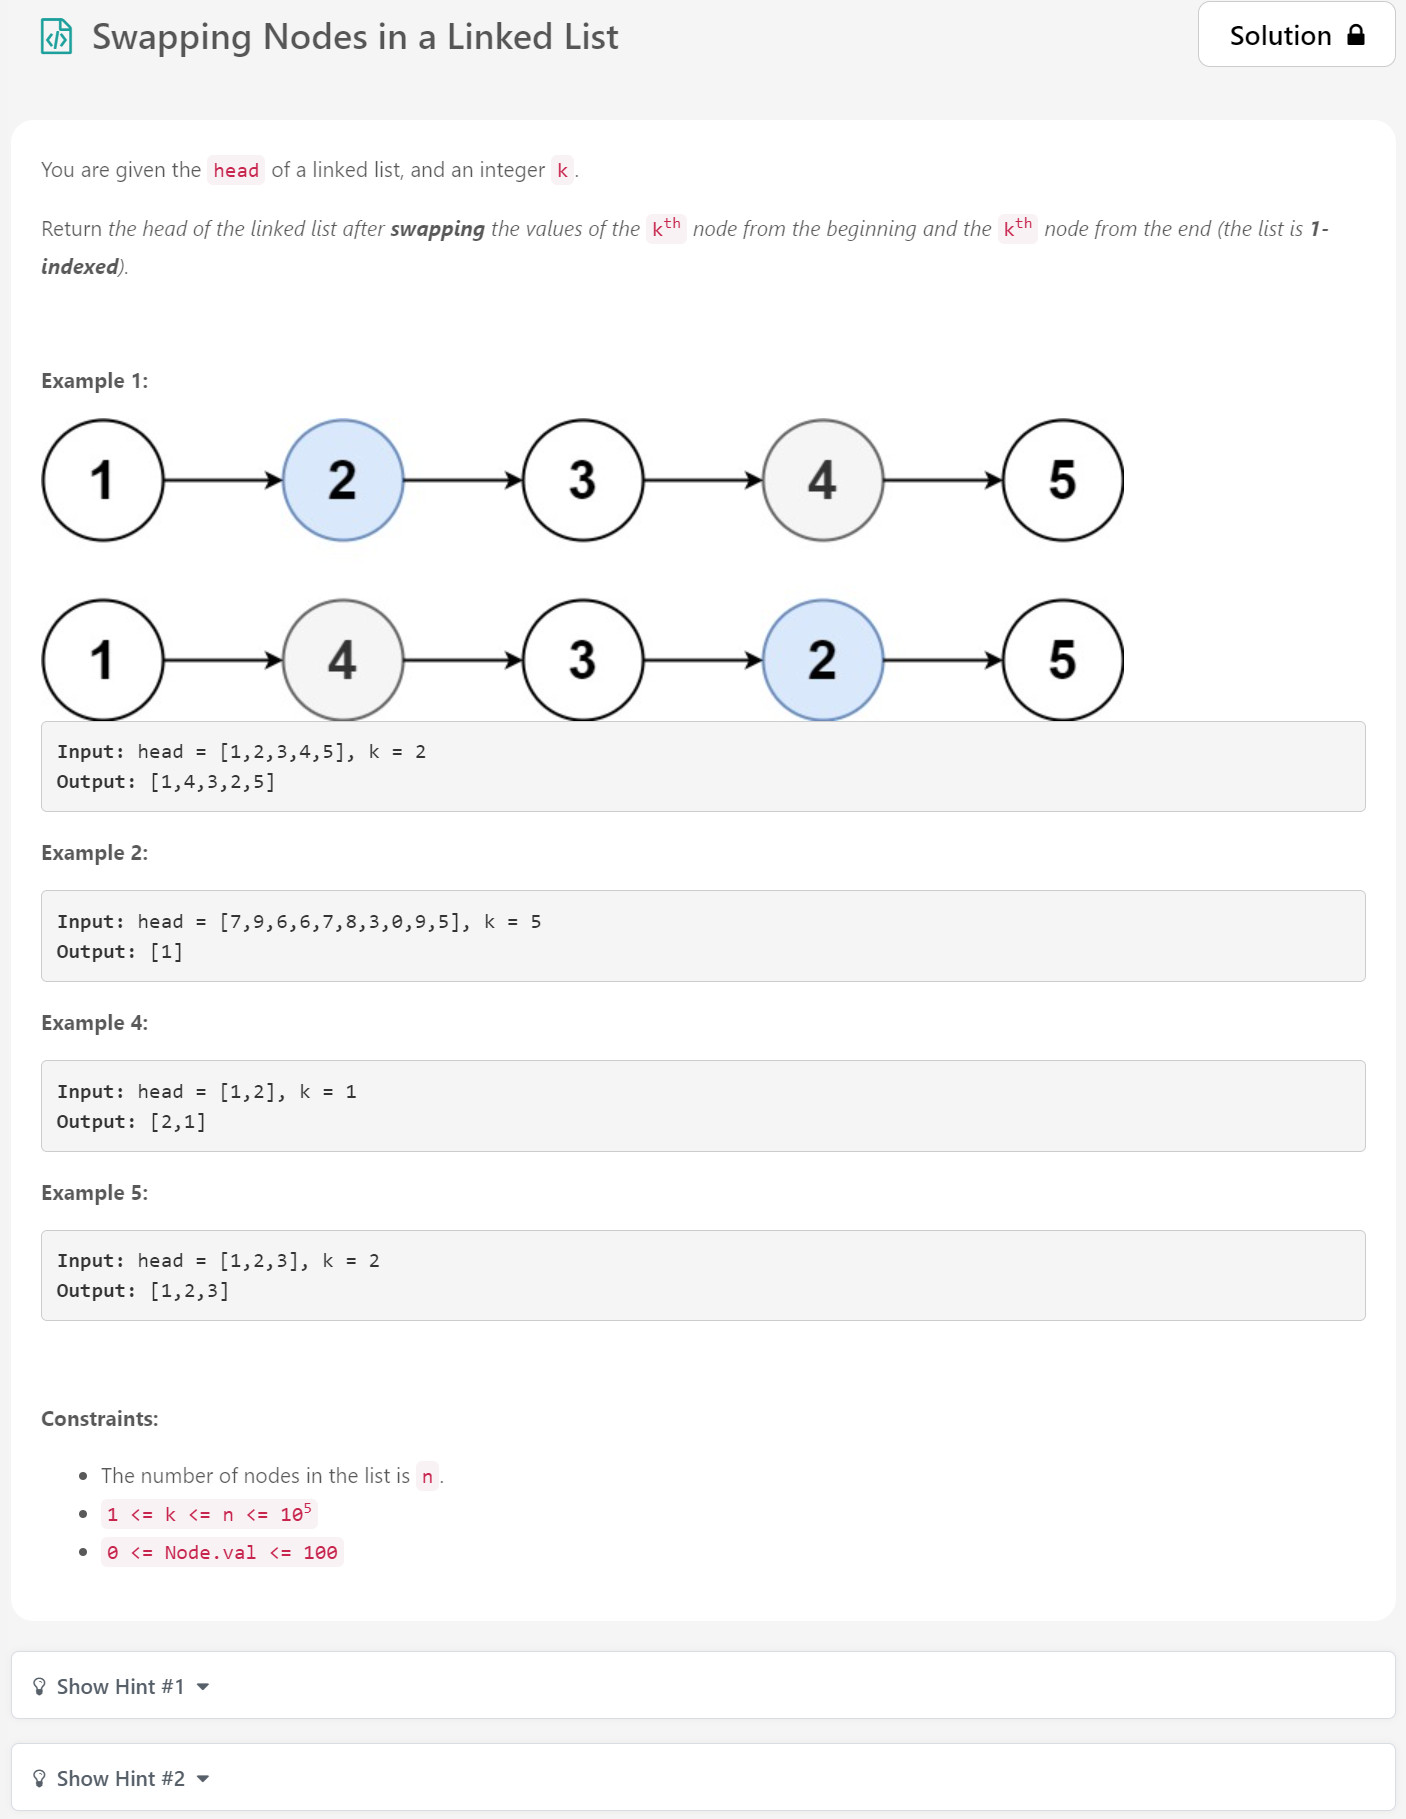 Swapping Nodes in a Linked List
Solution
You are given the head of a linked list, and an integer k.
Return the head of the linked list after swapping the values of the kth node from the beginning and the kth node from the end (the list is 1-
indexed).
Example 1:
1 2 3 4 5
1 4 3 2 5
Input: head = [1,2,3,4,5], k = 2
Output: [1,4,3,2,5]
Example 2:
Input: head = [7,9,6,6,7,8,3,0,9,5], k = 5
Output: [1]
Example 4:
Input: head = [1,2], k = 1
Output: [2,1]
Example 5:
Input: head = [1,2,3], k = 2
Output: [1,2,3]
Constraints:
The number of nodes in the list is n.
1 <= k <= n <= 10⁵
0 <= Node.val <= 100
Show Hint #1
Show Hint #2